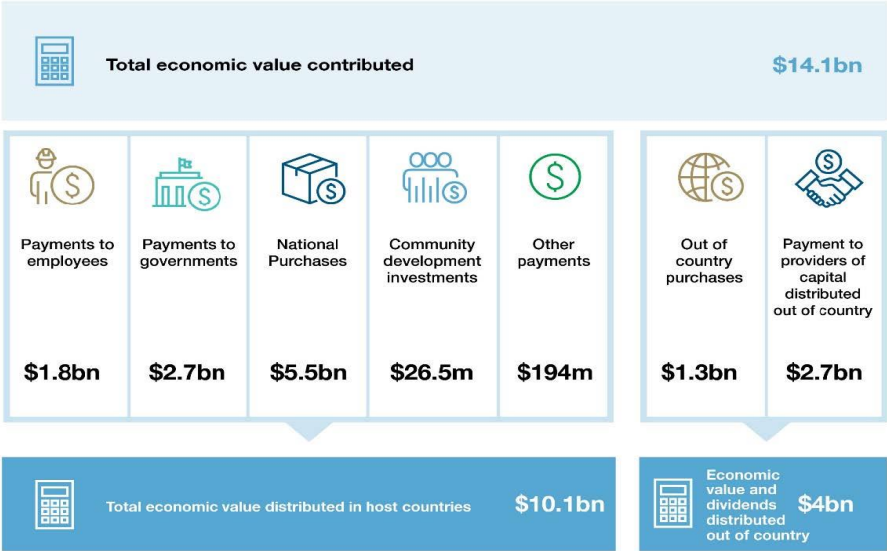 Total economic value contributed
$14.1bn
Payments to
employees
$1.8bn
Payments to
governments
$2.7bn
National
Purchases
$5.5bn
Community
development
investments
$26.5m
Other
payments
$194m
Out of
country
purchases
$1.3bn
Payment to
providers of
capital
distributed
out of country
$2.7bn
Total economic value distributed in host countries
$10.1bn
Economic
value and
dividends
distributed
out of country
$4bn